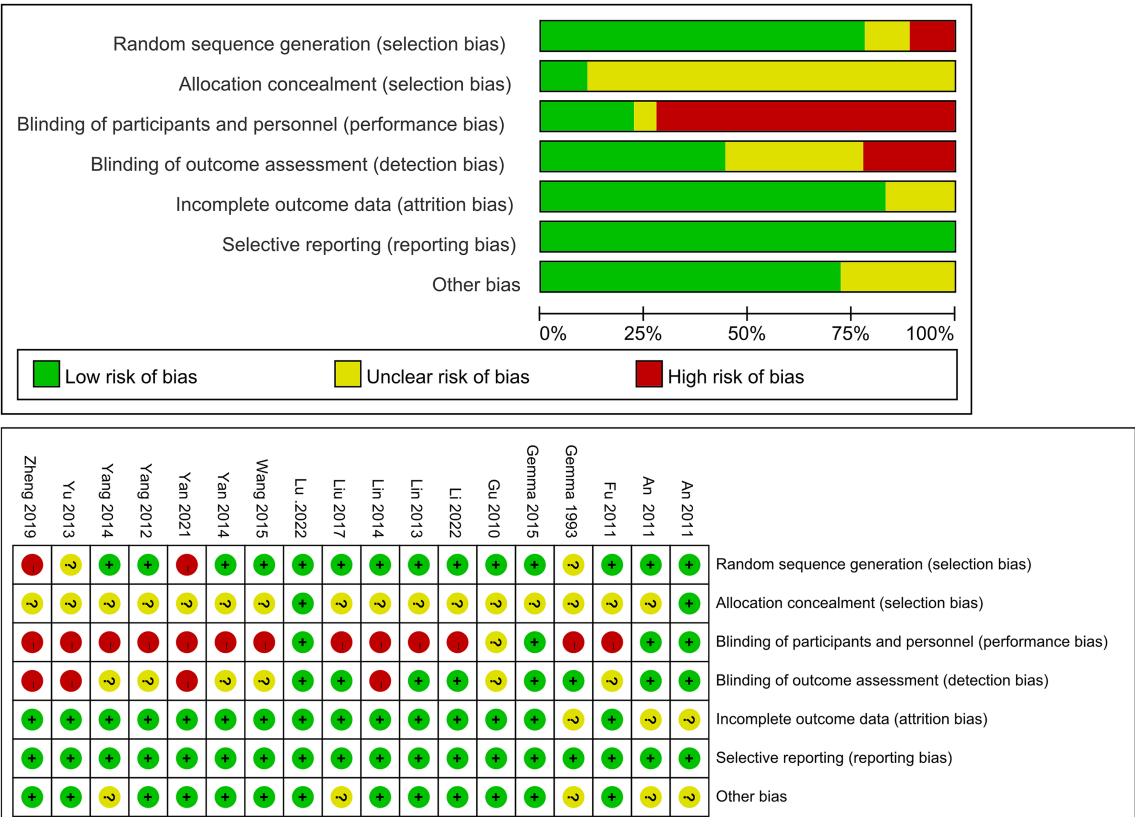 Random sequence generation (selection bias)
Allocation concealment (selection bias)
Blinding of participants and personnel (performance bias)
Blinding of outcome assessment (detection bias)
Incomplete outcome data (attrition bias)
Selective reporting (reporting bias)
Other bias
0% 25% 50% 75% 100%
Low risk of bias Unclear risk of bias High risk of bias
Zheng 2019
Yu 2013
Yang 2014
Yang 2012
Yan 2021
Yan 2014
Wang 2015
Lu .2022
Liu 2017
Lin 2014
Lin 2013
Li 2022
Gu 2010
Gemma 2015
Gemma 1993
Fu 2011
An  2011
An 2011
- ? + + - + + + + + + + + + ? + + + Random sequence generation (selection bias)
? ? ? ? ? ? ? + ? ? ? ? ? ? ? ? ? + Allocation concealment (selection bias)
- - - - - - - + - - - - ? + - - + + Blinding of participants and personnel (performance bias)
- - ? ? - ? ? + + - + + ? + + ? + + Blinding of outcome assessment (detection bias)
+ + + + + + + + + + + + + + ? + ? ? Incomplete outcome data (attrition bias)
+ + + + + + + + + + + + + + + + + + Selective reporting (reporting bias)
+ + ? + + + + + ? + + + + + ? + ? ? Other bias